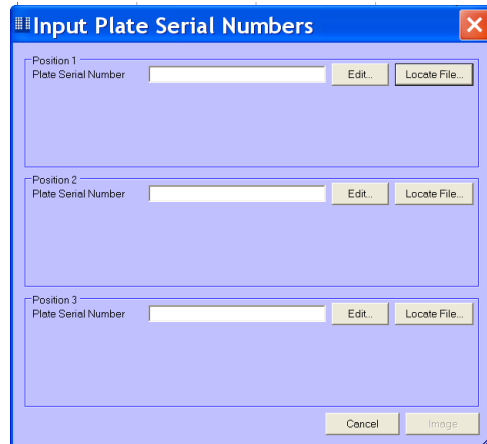 Input Plate Serial Numbers
Position 1
Plate Serial Number Edit... Locate File...
Position 2
Plate Serial Number Edit... Locate File...
Position 3
Plate Serial Number Edit... Locate File...
Cancel Image